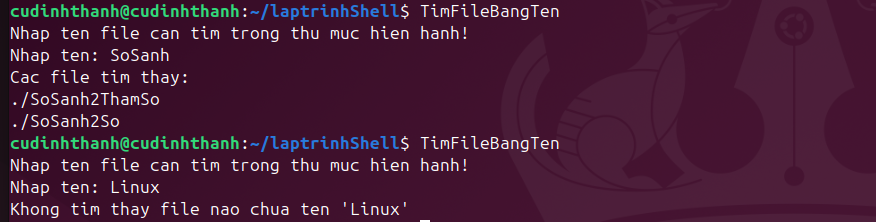 cudinhthanh@cudinhthanh:~/laptrinhShell$ TimFileBangTen
Nhap ten file can tim trong thu muc hien hanh!
Nhap ten: SoSanh
Cac file tim thay:
./SoSanh2ThamSo
./SoSanh2So
cudinhthanh@cudinhthanh:~/laptrinhShell$ TimFileBangTen
Nhap ten file can tim trong thu muc hien hanh!
Nhap ten: Linux
Khong tim thay file nao chua ten 'Linux'